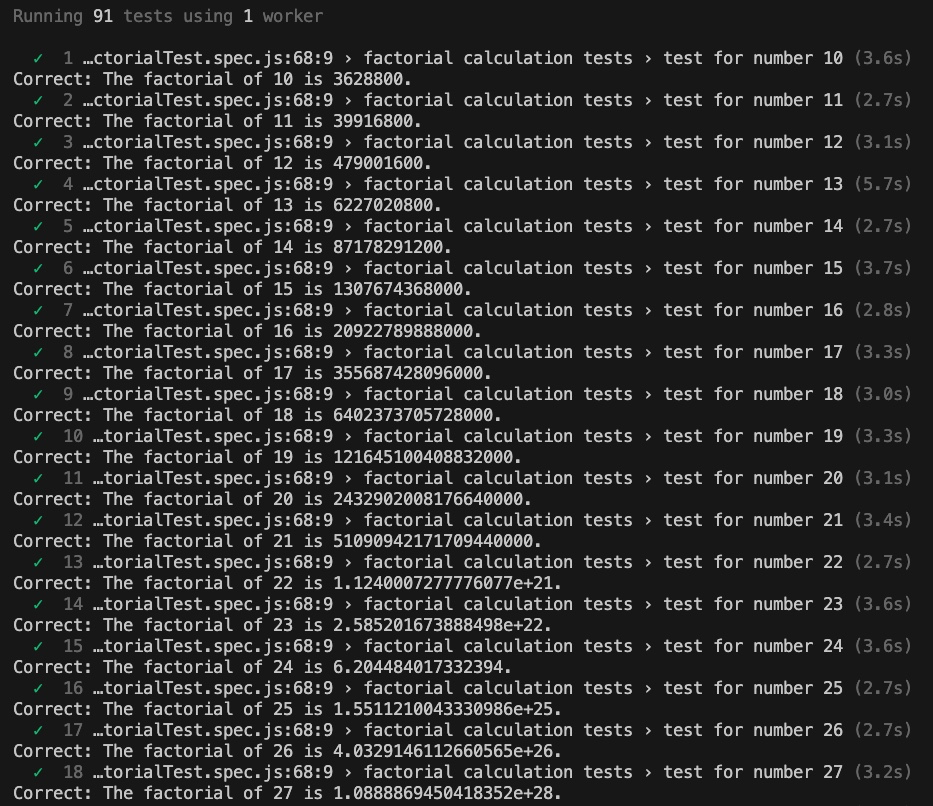 Running 91 tests using 1 worker
✓ 1 …ctorialTest.spec.js:68:9 › factorial calculation tests › test for number 10 (3.6s)
Correct: The factorial of 10 is 3628800.
✓ 2 …ctorialTest.spec.js:68:9 › factorial calculation tests › test for number 11 (2.7s)
Correct: The factorial of 11 is 39916800.
✓ 3 …ctorialTest.spec.js:68:9 › factorial calculation tests › test for number 12 (3.1s)
Correct: The factorial of 12 is 479001600.
✓ 4 …ctorialTest.spec.js:68:9 › factorial calculation tests › test for number 13 (5.7s)
Correct: The factorial of 13 is 6227020800.
✓ 5 …ctorialTest.spec.js:68:9 › factorial calculation tests › test for number 14 (2.7s)
Correct: The factorial of 14 is 87178291200.
✓ 6 …ctorialTest.spec.js:68:9 › factorial calculation tests › test for number 15 (3.7s)
Correct: The factorial of 15 is 1307674368000.
✓ 7 …ctorialTest.spec.js:68:9 › factorial calculation tests › test for number 16 (2.8s)
Correct: The factorial of 16 is 20922789888000.
✓ 8 …ctorialTest.spec.js:68:9 › factorial calculation tests › test for number 17 (3.3s)
Correct: The factorial of 17 is 355687428096000.
✓ 9 …ctorialTest.spec.js:68:9 › factorial calculation tests › test for number 18 (3.0s)
Correct: The factorial of 18 is 6402373705728000.
✓ 10 …torialTest.spec.js:68:9 › factorial calculation tests › test for number 19 (3.3s)
Correct: The factorial of 19 is 121645100408832000.
✓ 11 …torialTest.spec.js:68:9 › factorial calculation tests › test for number 20 (3.1s)
Correct: The factorial of 20 is 2432902008176640000.
✓ 12 …torialTest.spec.js:68:9 › factorial calculation tests › test for number 21 (3.4s)
Correct: The factorial of 21 is 51090942171709440000.
✓ 13 …torialTest.spec.js:68:9 › factorial calculation tests › test for number 22 (2.7s)
Correct: The factorial of 22 is 1.1240007277776077e+21.
✓ 14 …torialTest.spec.js:68:9 › factorial calculation tests › test for number 23 (3.6s)
Correct: The factorial of 23 is 2.585201673888498e+22.
✓ 15 …torialTest.spec.js:68:9 › factorial calculation tests › test for number 24 (3.6s)
Correct: The factorial of 24 is 6.204484017332394.
✓ 16 …torialTest.spec.js:68:9 › factorial calculation tests › test for number 25 (2.7s)
Correct: The factorial of 25 is 1.5511210043330986e+25.
✓ 17 …torialTest.spec.js:68:9 › factorial calculation tests › test for number 26 (2.7s)
Correct: The factorial of 26 is 4.0329146112660565e+26.
✓ 18 …torialTest.spec.js:68:9 › factorial calculation tests › test for number 27 (3.2s)
Correct: The factorial of 27 is 1.0888869450418352e+28.